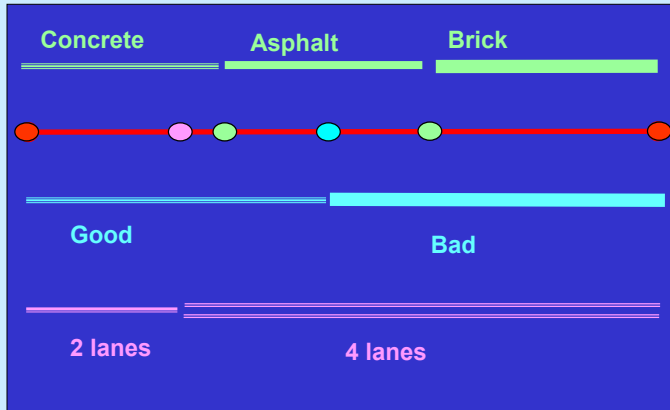 Concrete
Asphalt
Brick
Good
Bad
2 lanes
4 lanes